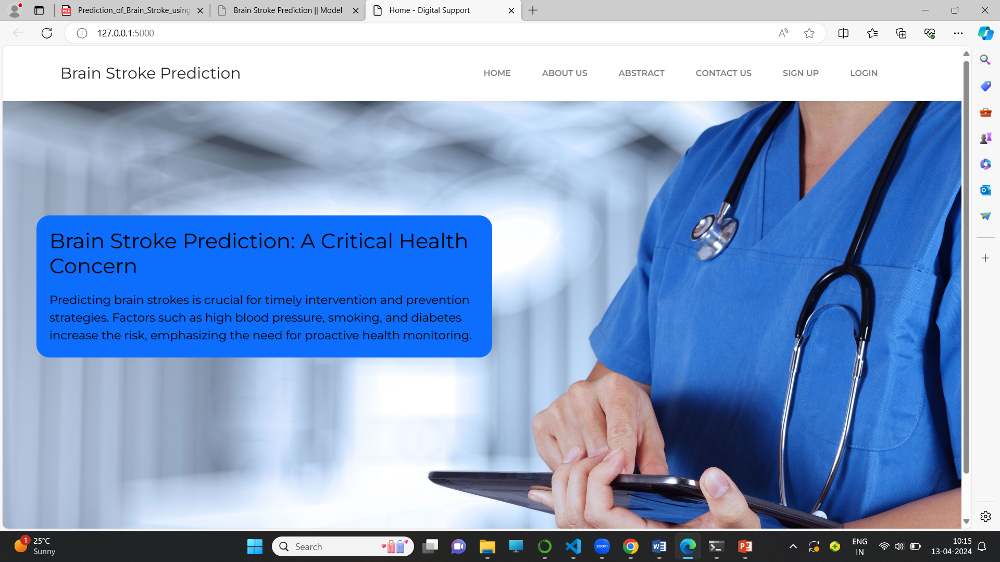 Prediction_of_Brain_Stroke_using
Brain Stroke Prediction || Model
Home - Digital Support
127.0.0.1:5000
Brain Stroke Prediction
HOME
ABOUT US
ABSTRACT
CONTACT US
SIGN UP
LOGIN
Brain Stroke Prediction: A Critical Health
Concern
Predicting brain strokes is crucial for timely intervention and prevention
strategies. Factors such as high blood pressure, smoking, and diabetes
increase the risk, emphasizing the need for proactive health monitoring.
1
25°C
Sunny
Search
zoom
ENG
IN
10:15
13-04-2024